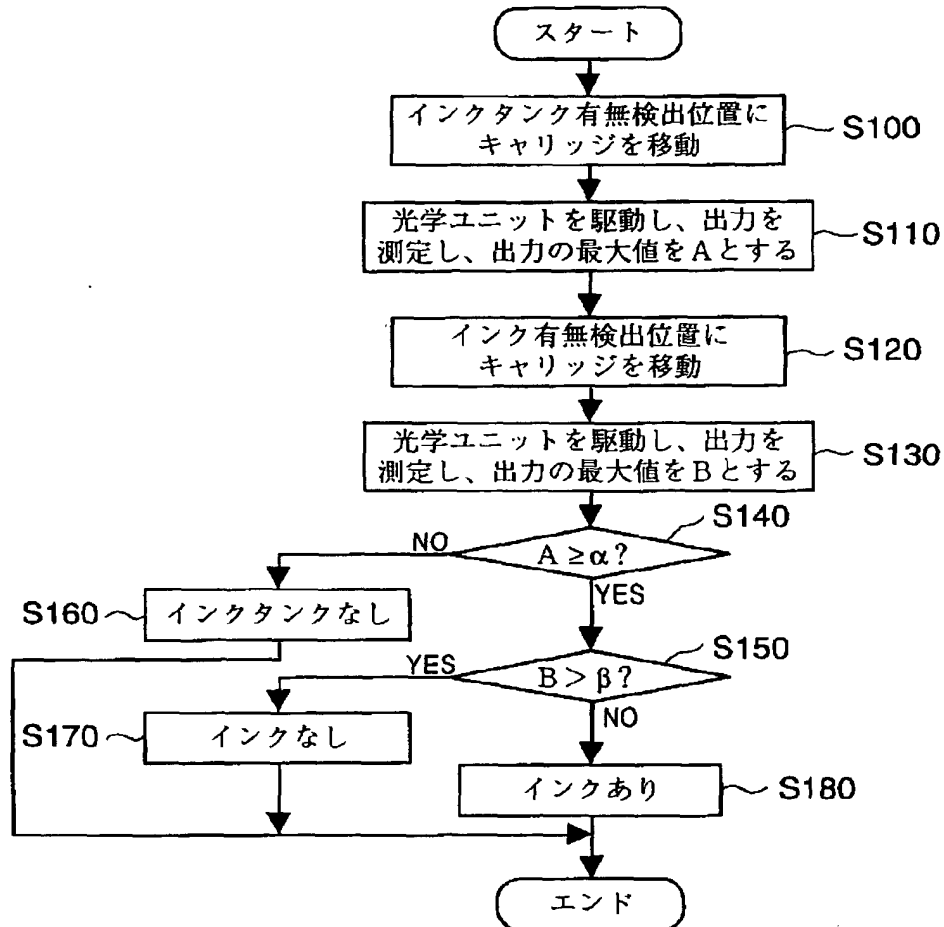 スタート
インクタンク有無検出位置に
キャリッジを移動
S100
光学ユニットを駆動し、出力を
測定し、出力の最大値をAとする
S110
インク有無検出位置に
キャリッジを移動
S120
光学ユニットを駆動し、出力を
測定し、出力の最大値をBとする
S130
S140
A≥α?
NO
YES
S160
インクタンクなし
S150
B>β?
YES
NO
S170
インクなし
インクあり
S180
エンド